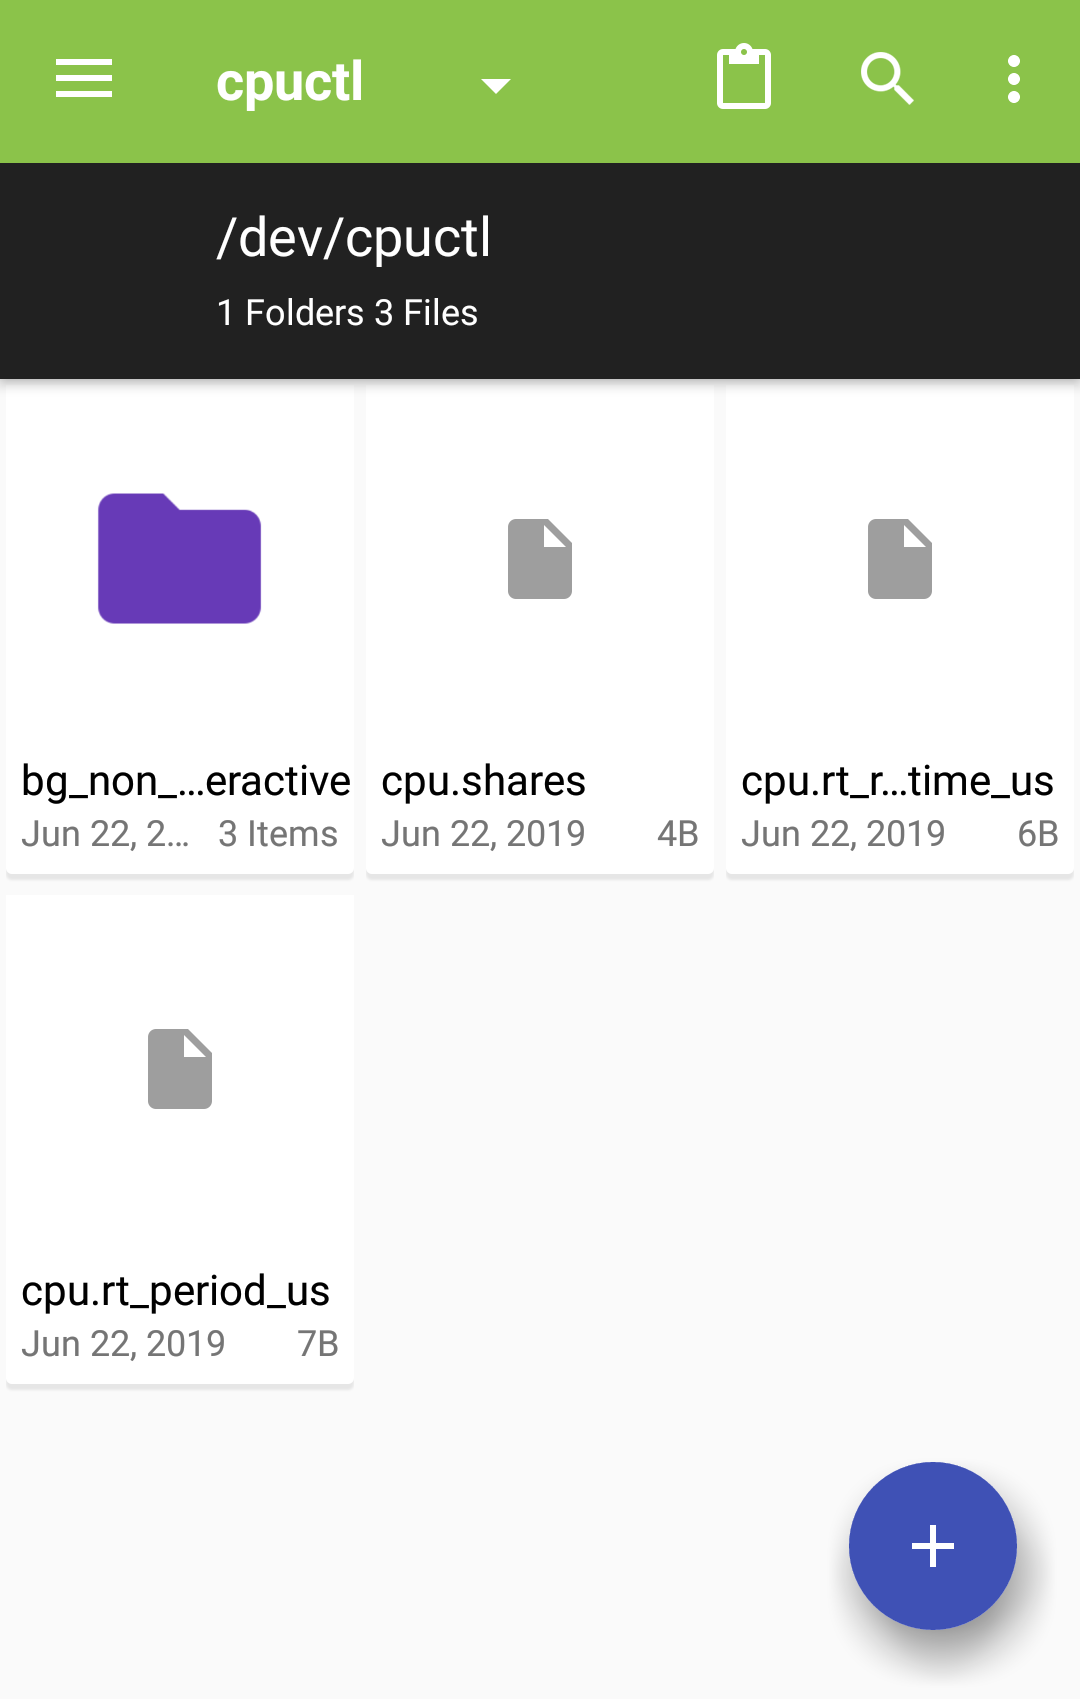 cpuctl
/dev/cpuctl
1 Folders 3 Files
bg_non_...eractive
Jun 22, 2... 3 Items
cpu.shares
Jun 22, 2019 4B
cpu.rt_r...time_us
Jun 22, 2019 6B
cpu.rt_period_us
Jun 22, 2019 7B